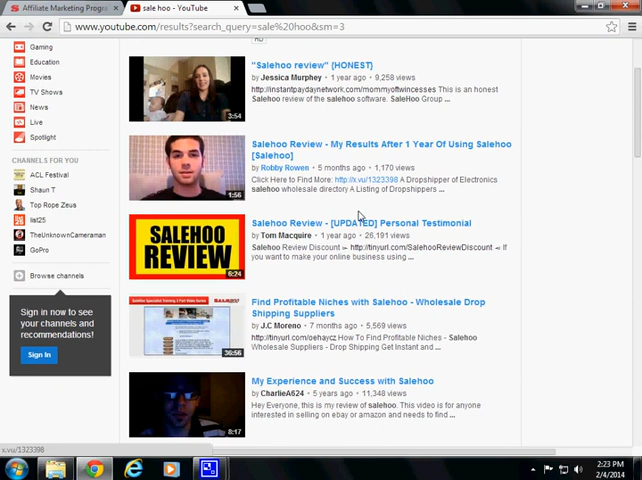 Affiliate Marketing Progra
sale hoo - YouTube
www.youtube.com/results?search_query=sale%20hoo&sm=3
Gaming
Education
Movies
TV Shows
News
Live
Spotlight
CHANNELS FOR YOU
ACL Festival
Shaun T
Top Rope Zeus
list25
TheUnknownCameraman
GoPro
Browse channels
Sign in now to see
your channels and
recommendations!
Sign In
HD
3:54
"Salehoo review" {HONEST}
by Jessica Murphey • 1 year ago • 9,258 views
http://instantpaydaynetwork.com/mommyoftwincesses This is an honest
Salehoo review of the salehoo software. SaleHoo Group ...
1:56
Salehoo Review - My Results After 1 Year Of Using Salehoo
[Salehoo]
by Robby Rowen • 5 months ago • 1,170 views
Click Here to Find More: http://x.vu/1323398 A Dropshipper of Electronics
salehoo wholesale directory A Listing of Dropshippers ...
SALEHOO
REVIEW
6:24
Salehoo Review - [UPDATED] Personal Testimonial
by Tom Macquire • 1 year ago • 26,191 views
Salehoo Review Discount ➨ http://tinyurl.com/SalehooReviewDiscount ◅ If
you want to make your online business using ...
36:56
Find Profitable Niches with Salehoo - Wholesale Drop
Shipping Suppliers
by J.C Moreno • 7 months ago • 5,569 views
http://tinyurl.com/oehaycz How To Find Profitable Niches - Salehoo
Wholesale Suppliers - Drop Shipping Get Instant and ...
8:17
My Experience and Success with Salehoo
by CharlieA624 • 5 years ago • 11,348 views
Hey Everyone, this is my review of salehoo. This video is for anyone
interested in selling on ebay or amazon and needs to find ...
x.vu/1323398
2:23 PM
2/4/2014